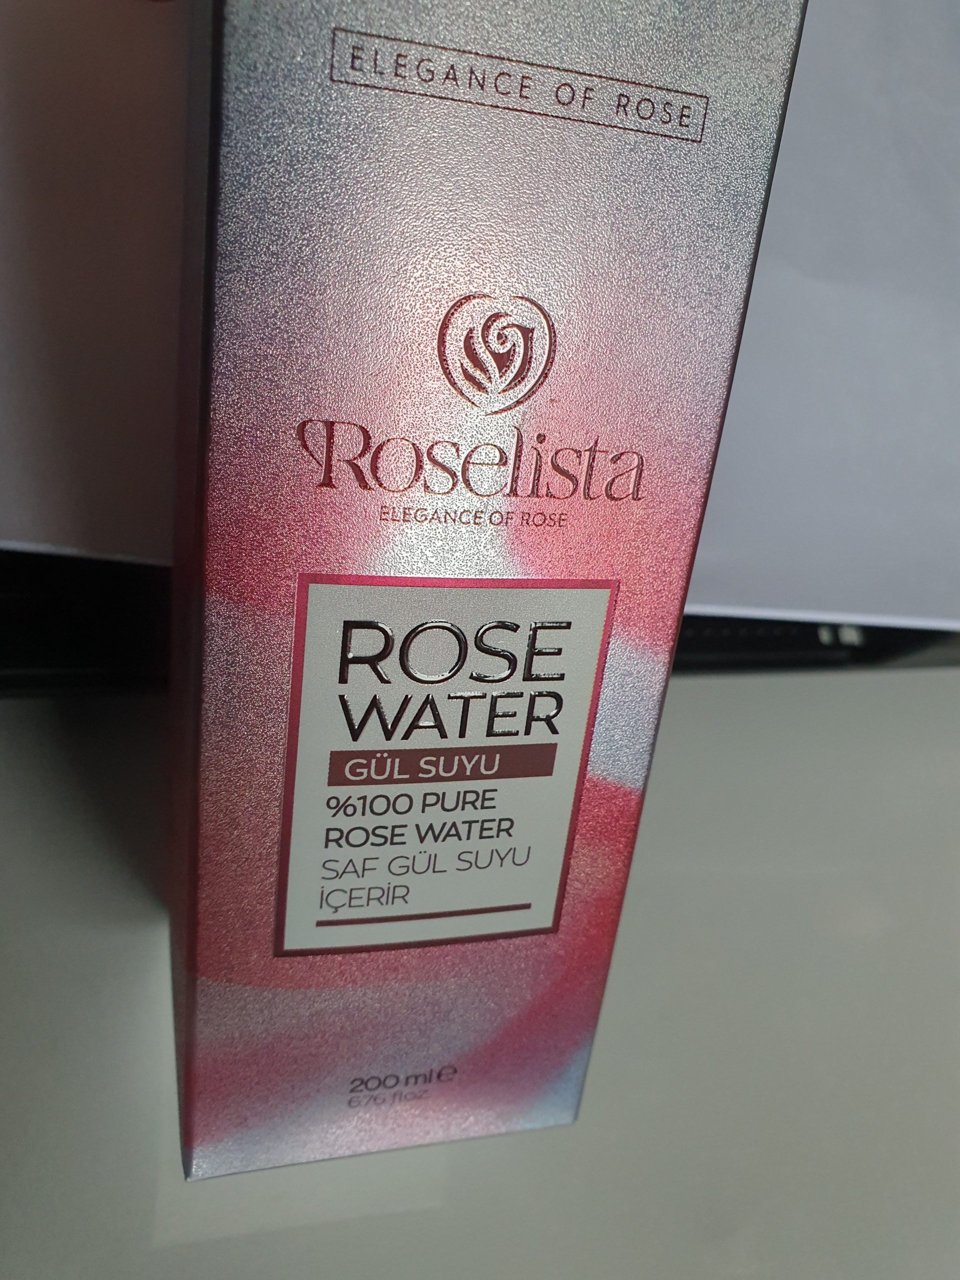 ELEGANCE OF ROSE
Roselista
ELEGANCE OF ROSE
ROSE
WATER
GÜL SUYU
%100 PURE
ROSE WATER
SAF GÜL SUYU
İÇERİR
200 ml e
6.76 fl oz